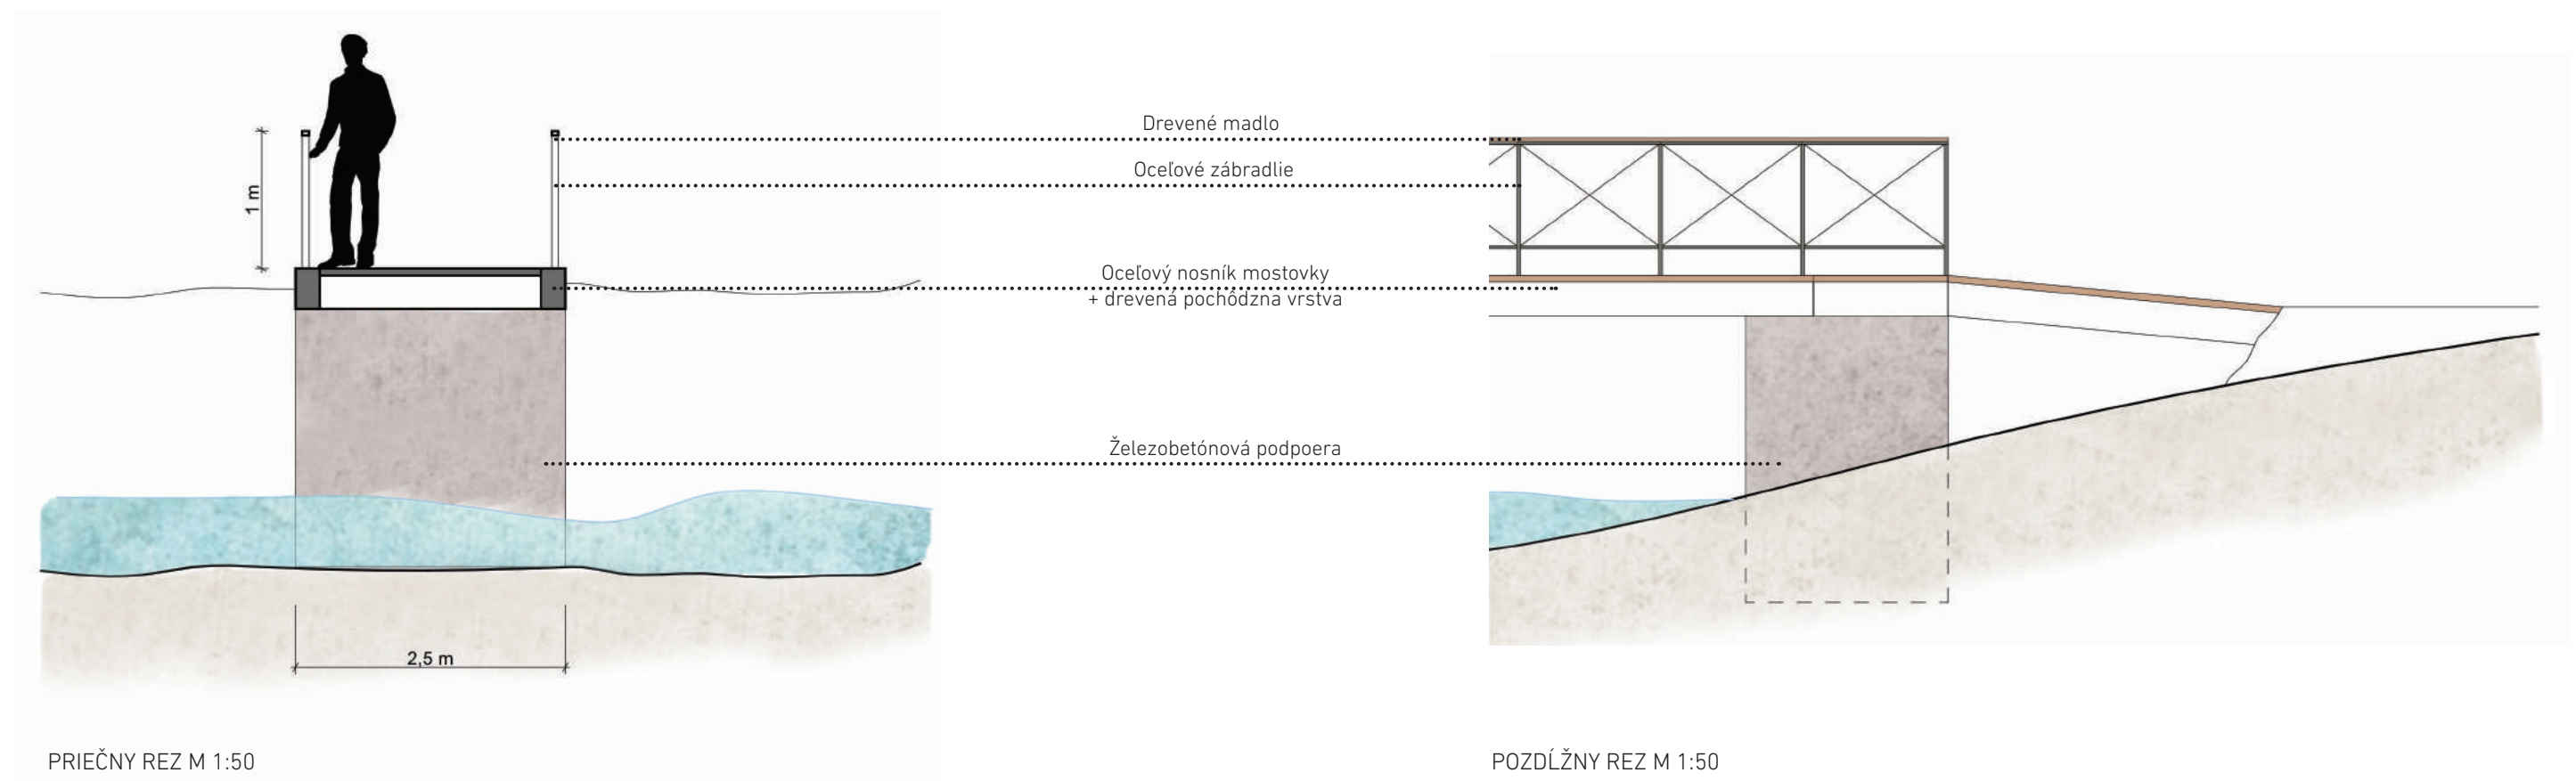 Drevené madlo
Oceľové zábradlie
1 m
Oceľový nosník mostovky
+ drevená pochôdzna vrstva
Železobetónová podpoera
2,5 m
PRIEČNY REZ M 1:50
POZDĹŽNY REZ M 1:50